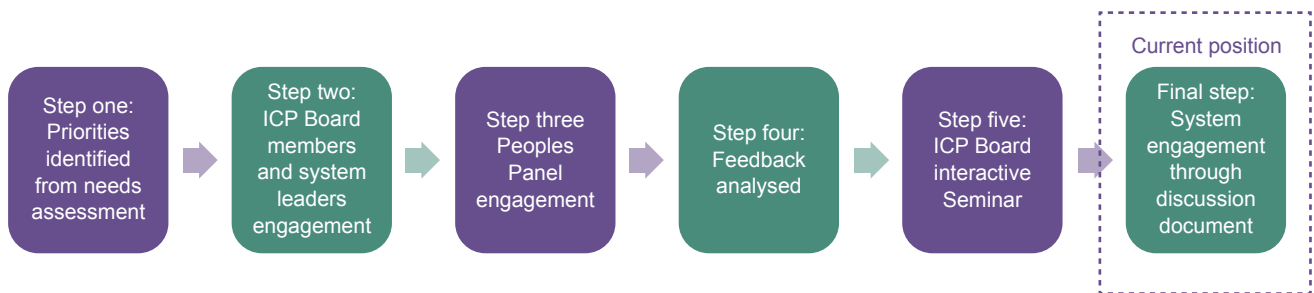 Step one:
Priorities
identified
from needs
assessment
Step two:
ICP Board
members
and system
leaders
engagement
Step three
Peoples
Panel
engagement
Step four:
Feedback
analysed
Step five:
ICP Board
interactive
Seminar
Current position
Final step:
System
engagement
through
discussion
document